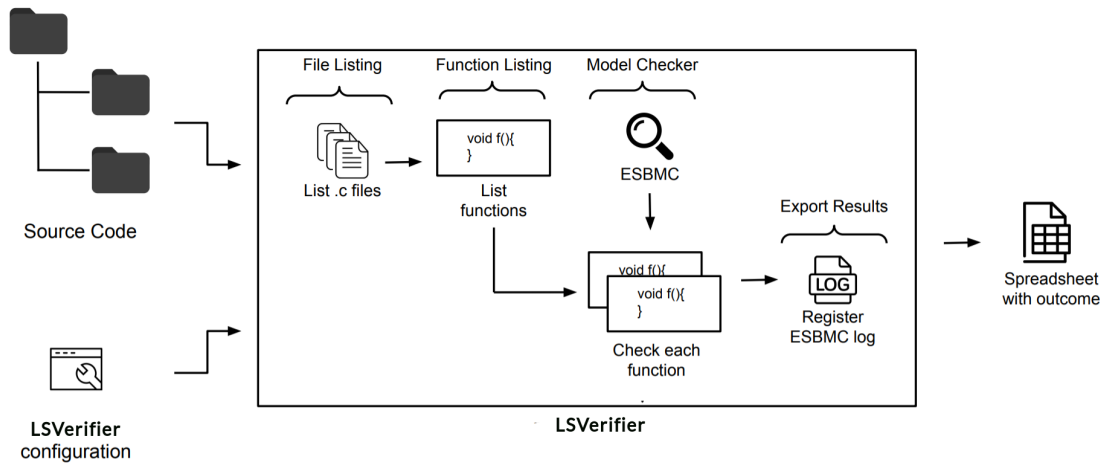 Source Code
LSVerifier
configuration
File Listing
List .c files
Function Listing
void f(){
}
List
functions
Model Checker
ESBMC
void f(){
void f(){
}
Check each
function
Export Results
LOG
Register
ESBMC log
LSVerifier
Spreadsheet
with outcome